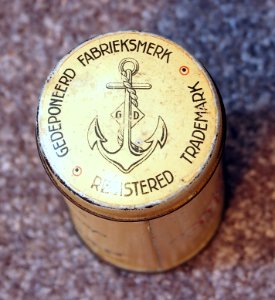 GEDEPONEERD FABRIEKSMERK
G D
REGISTERED TRADEMARK